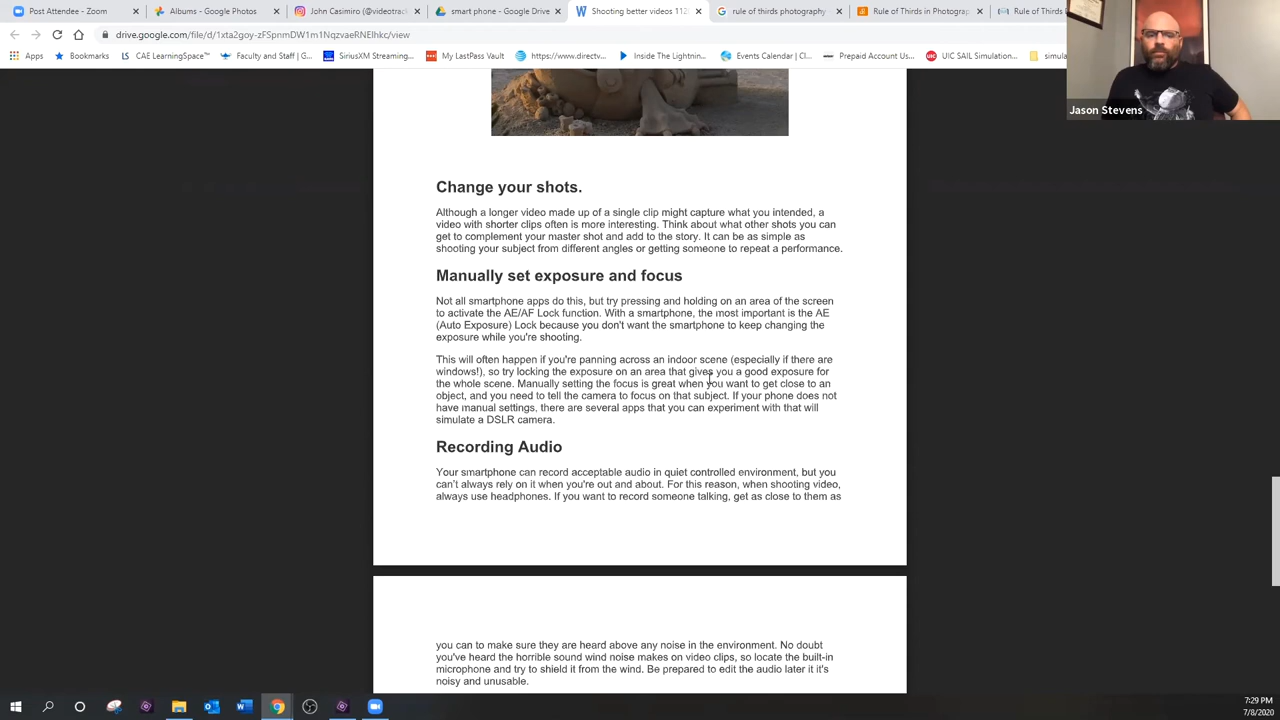 Post Attendee - Zoom
Albums - Google Photos
John Casimiro (@videotrac
smart phone - Google Drive
Shooting better videos 112
rule of thirds photography
Rule of Thirds in Photograp
Rule of Third
drive.google.com/file/d/1xta2goy-zFSpnmDW1m1NqzvaeRNElhkc/view
Apps
Bookmarks
CAE LearningSpace™
Faculty and Staff | G...
SiriusXM Streaming...
My LastPass Vault
https://www.directv...
Inside The Lightnin...
Events Calendar | Cl...
Prepaid Account Us...
UIC SAIL Simulation...
simula
Jason Stevens
Change your shots.
Although a longer video made up of a single clip might capture what you intended, a
video with shorter clips often is more interesting. Think about what other shots you can
get to complement your master shot and add to the story. It can be as simple as
shooting your subject from different angles or getting someone to repeat a performance.
Manually set exposure and focus
Not all smartphone apps do this, but try pressing and holding on an area of the screen
to activate the AE/AF Lock function. With a smartphone, the most important is the AE
(Auto Exposure) Lock because you don't want the smartphone to keep changing the
exposure while you're shooting.
This will often happen if you're panning across an indoor scene (especially if there are
windows!), so try locking the exposure on an area that gives you a good exposure for
the whole scene. Manually setting the focus is great when you want to get close to an
object, and you need to tell the camera to focus on that subject. If your phone does not
have manual settings, there are several apps that you can experiment with that will
simulate a DSLR camera.
Recording Audio
Your smartphone can record acceptable audio in quiet controlled environment, but you
can't always rely on it when you're out and about. For this reason, when shooting video,
always use headphones. If you want to record someone talking, get as close to them as
you can to make sure they are heard above any noise in the environment. No doubt
you've heard the horrible sound wind noise makes on video clips, so locate the built-in
microphone and try to shield it from the wind. Be prepared to edit the audio later it it's
noisy and unusable.
7:29 PM
7/8/2020